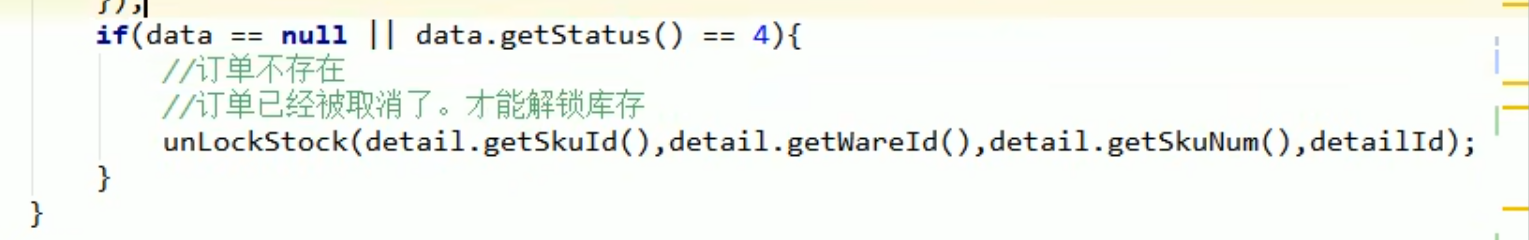 });
if(data == null || data.getStatus() == 4){
//订单不存在
//订单已经被取消了。才能解锁库存
unLockStock(detail.getSkuId(),detail.getWareId(),detail.getSkuNum(),detailId);
}
}